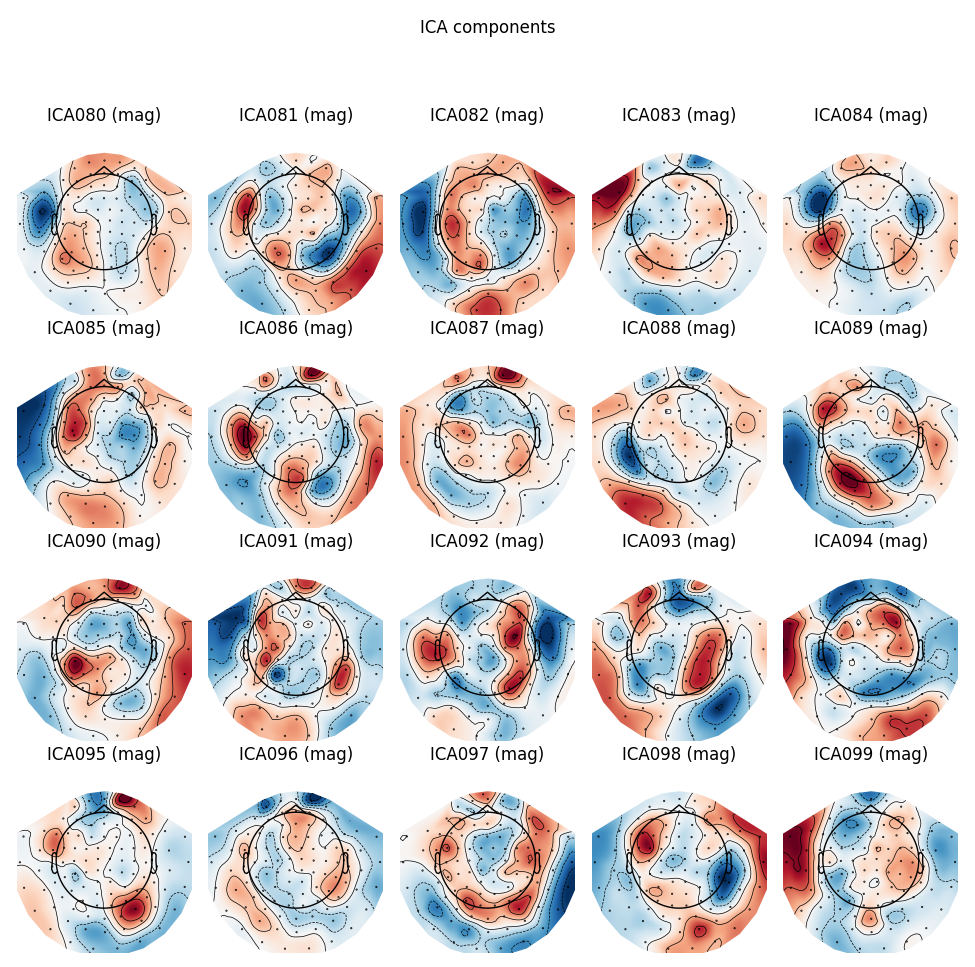 ICA components
ICA080 (mag) ICA081 (mag) ICA082 (mag) ICA083 (mag) ICA084 (mag)
ICA085 (mag) ICA086 (mag) ICA087 (mag) ICA088 (mag) ICA089 (mag)
ICA090 (mag) ICA091 (mag) ICA092 (mag) ICA093 (mag) ICA094 (mag)
ICA095 (mag) ICA096 (mag) ICA097 (mag) ICA098 (mag) ICA099 (mag)